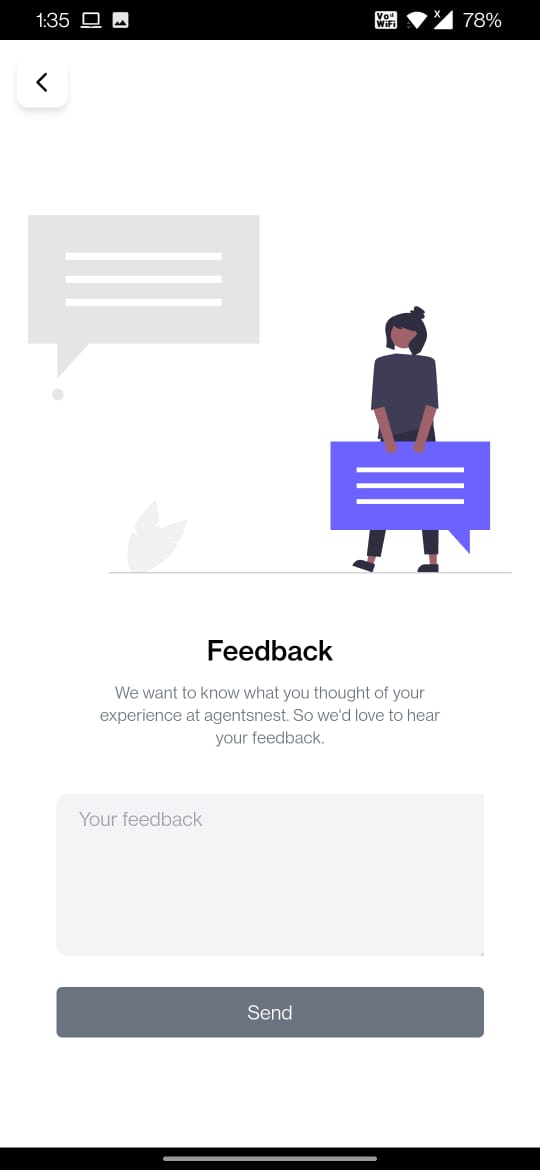 1:35
Vo
WiFi
x
78%
Feedback
We want to know what you thought of your
experience at agentsnest. So we'd love to hear
your feedback.
Your feedback
Send